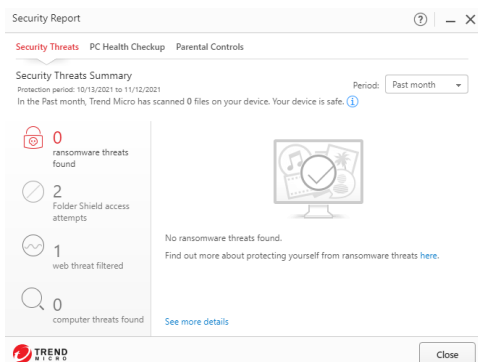 Security Report
Security Threats PC Health Checkup Parental Controls
Security Threats Summary
Protection period: 10/13/2021 to 11/12/2021
Period: Past month
In the Past month, Trend Micro has scanned 0 files on your device. Your device is safe.
0
ransomware threats
found
2
Folder Shield access
attempts
1
web threat filtered
0
computer threats found
No ransomware threats found.
Find out more about protecting yourself from ransomware threats here.
See more details
TREND
MICRO
Close